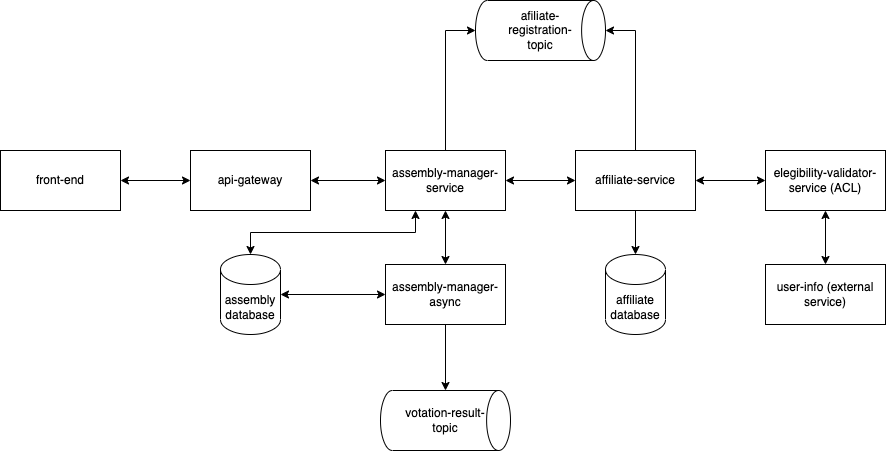 afiliate-
registration-
topic
front-end
api-gateway
assembly-manager-
service
affiliate-service
elegibility-validator-
service (ACL)
assembly
database
assembly-manager-
async
affiliate
database
user-info (external
service)
votation-result-
topic